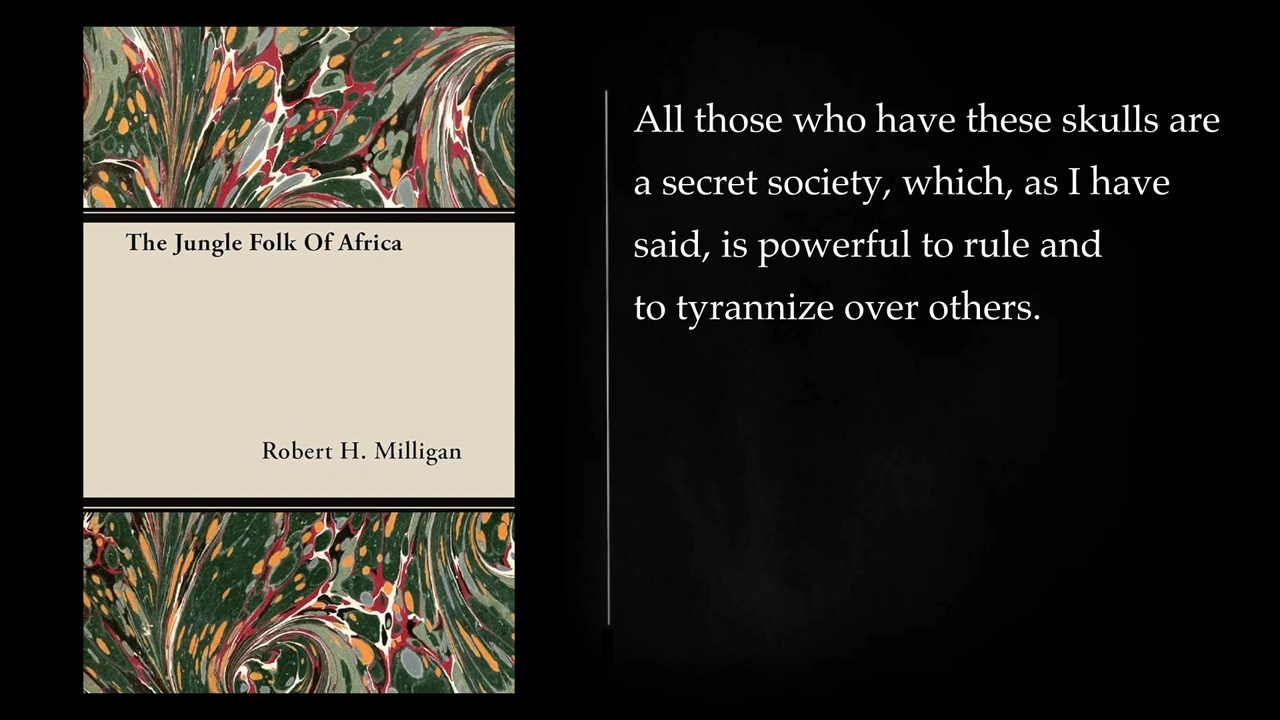 The Jungle Folk Of Africa
Robert H. Milligan
All those who have these skulls are
a secret society, which, as I have
said, is powerful to rule and
to tyrannize over others.